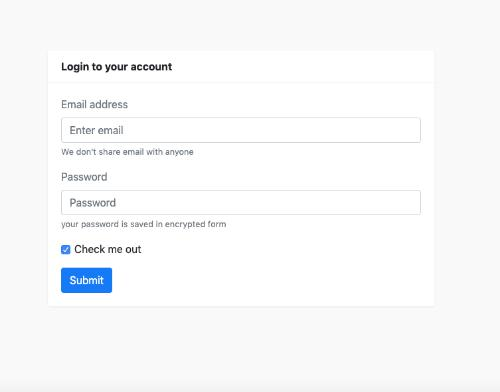 Login to your account
Email address
Enter email
We don't share email with anyone
Password
Password
your password is saved in encrypted form
Check me out
Submit